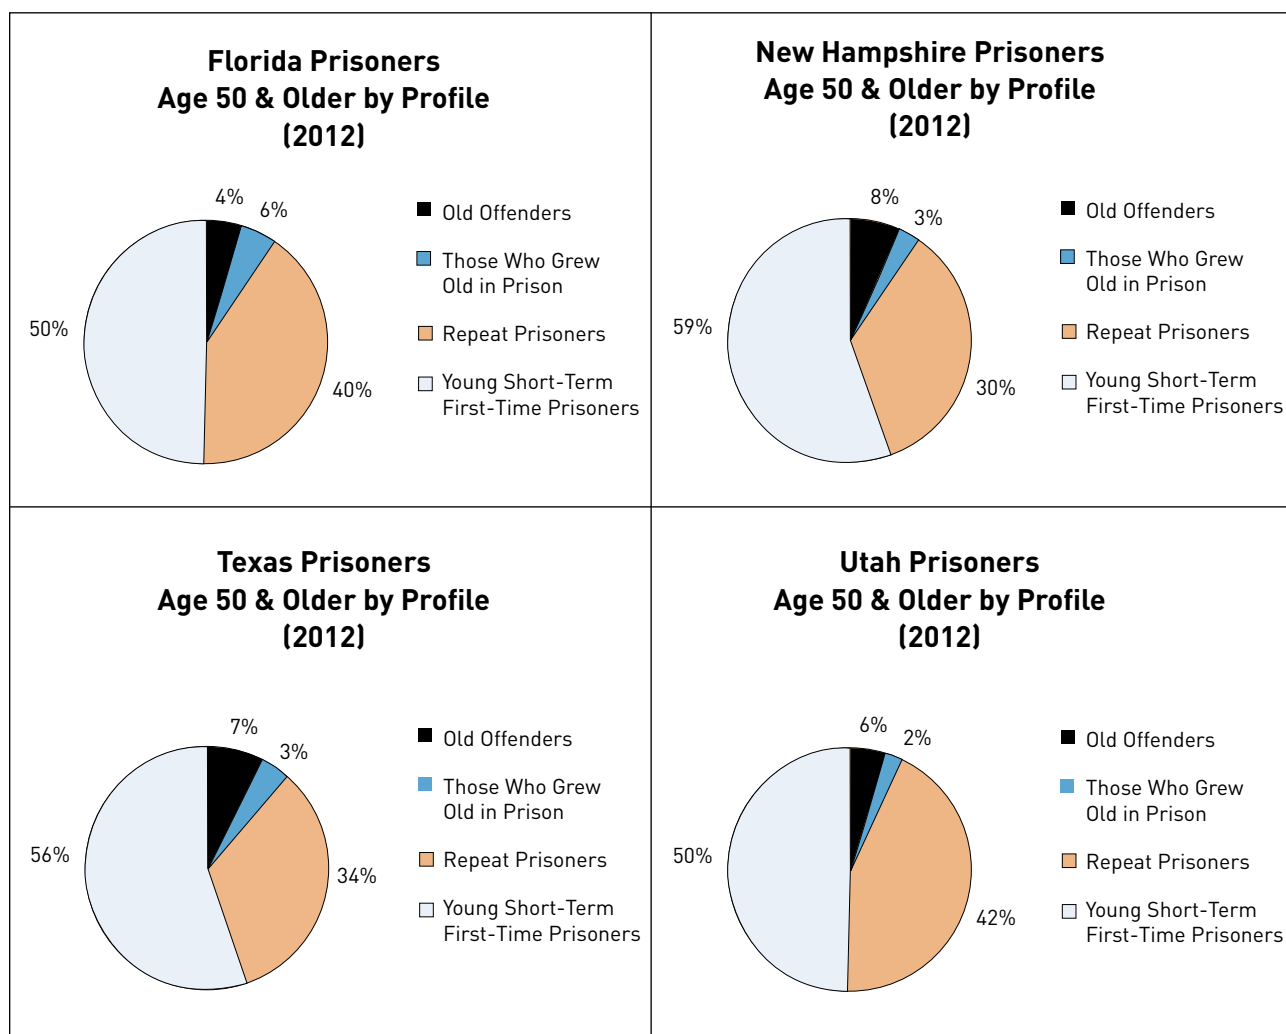 Florida Prisoners
Age 50 & Older by Profile
(2012)
4%
6%
50%
40%
Old Offenders
Those Who Grew
Old in Prison
Repeat Prisoners
Young Short-Term
First-Time Prisoners
New Hampshire Prisoners
Age 50 & Older by Profile
(2012)
8%
3%
59%
30%
Old Offenders
Those Who Grew
Old in Prison
Repeat Prisoners
Young Short-Term
First-Time Prisoners
Texas Prisoners
Age 50 & Older by Profile
(2012)
7%
3%
56%
34%
Old Offenders
Those Who Grew
Old in Prison
Repeat Prisoners
Young Short-Term
First-Time Prisoners
Utah Prisoners
Age 50 & Older by Profile
(2012)
6%
2%
50%
42%
Old Offenders
Those Who Grew
Old in Prison
Repeat Prisoners
Young Short-Term
First-Time Prisoners